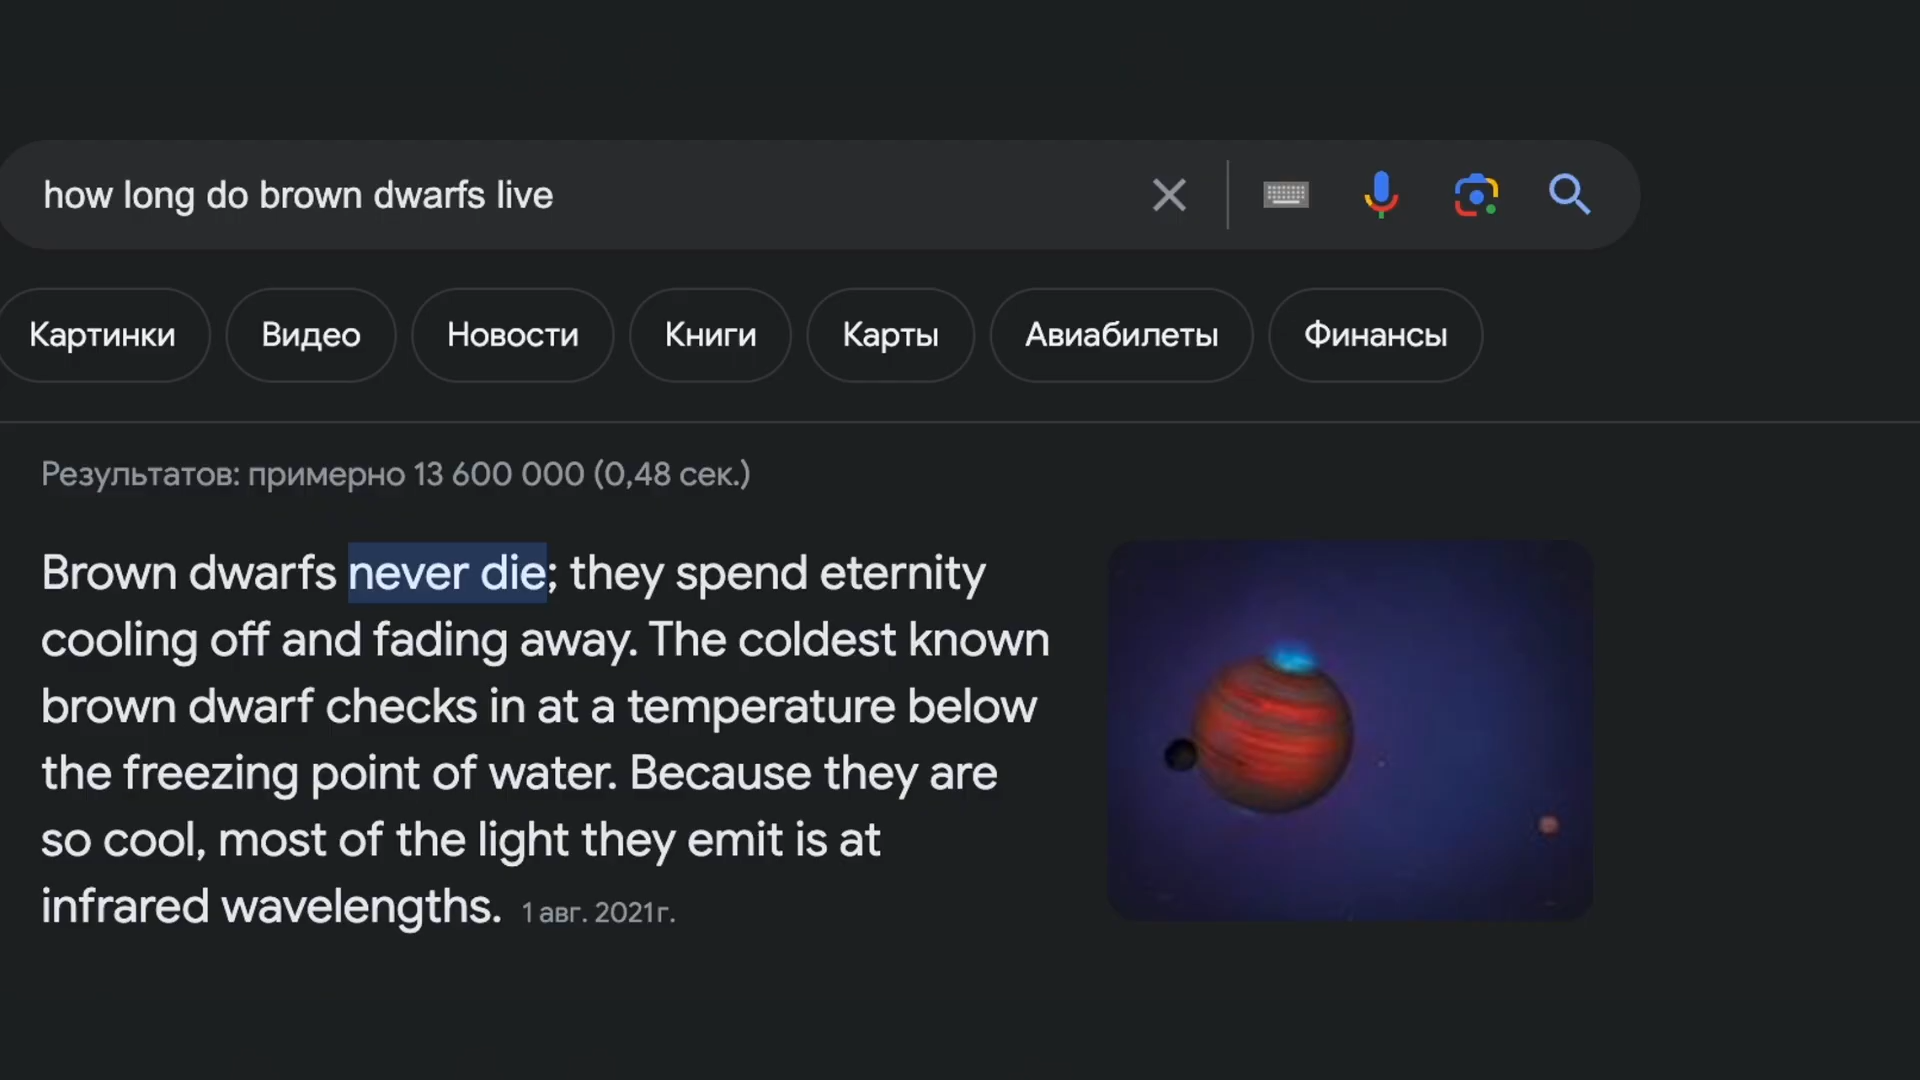 how long do brown dwarfs live
Картинки Видео Новости Книги Карты Авиабилеты Финансы
Результатов: примерно 13 600 000 (0,48 сек.)
Brown dwarfs never die; they spend eternity
cooling off and fading away. The coldest known
brown dwarf checks in at a temperature below
the freezing point of water. Because they are
so cool, most of the light they emit is at
infrared wavelengths. 1 авг. 2021 г.